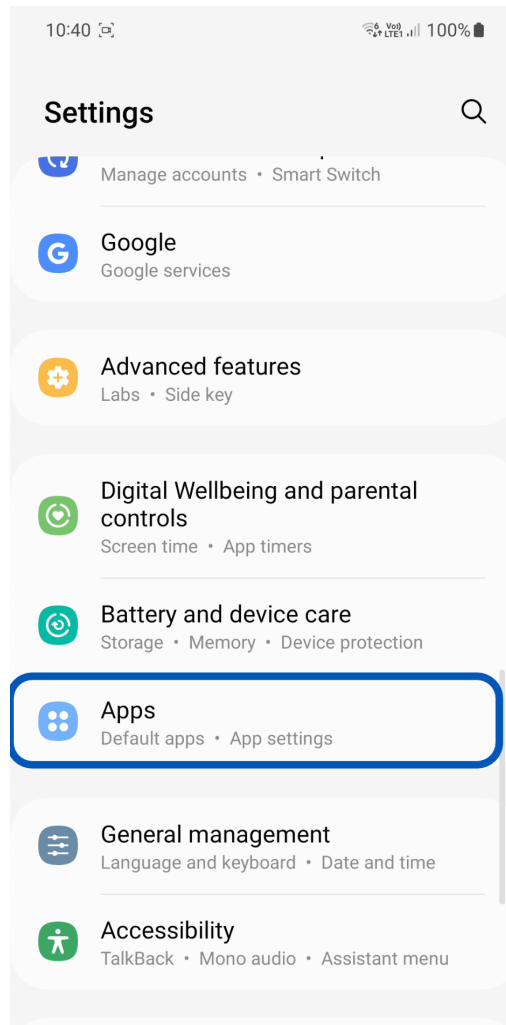 10:40 100%
Settings
Manage accounts • Smart Switch
Google
Google services
Advanced features
Labs • Side key
Digital Wellbeing and parental
controls
Screen time • App timers
Battery and device care
Storage • Memory • Device protection
Apps
Default apps • App settings
General management
Language and keyboard • Date and time
Accessibility
TalkBack • Mono audio • Assistant menu